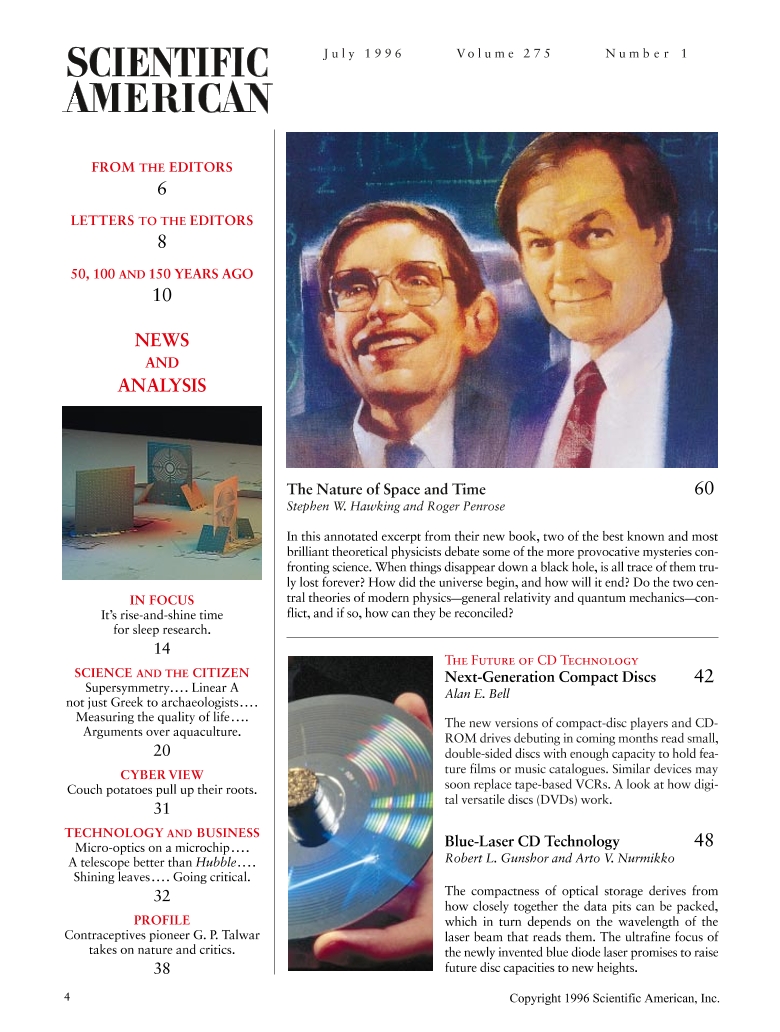 SCIENTIFIC
AMERICAN
July 1996 Volume 275 Number 1
FROM THE EDITORS
6
LETTERS TO THE EDITORS
8
50, 100 AND 150 YEARS AGO
10
NEWS
AND
ANALYSIS
IN FOCUS
It's rise-and-shine time
for sleep research.
14
SCIENCE AND THE CITIZEN
Supersymmetry.... Linear A
not just Greek to archaeologists....
Measuring the quality of life....
Arguments over aquaculture.
20
CYBER VIEW
Couch potatoes pull up their roots.
31
TECHNOLOGY AND BUSINESS
Micro-optics on a microchip....
A telescope better than Hubble....
Shining leaves.... Going critical.
32
PROFILE
Contraceptives pioneer G. P. Talwar
takes on nature and critics.
38
The Nature of Space and Time 60
Stephen W. Hawking and Roger Penrose
In this annotated excerpt from their new book, two of the best known and most
brilliant theoretical physicists debate some of the more provocative mysteries con-
fronting science. When things disappear down a black hole, is all trace of them tru-
ly lost forever? How did the universe begin, and how will it end? Do the two cen-
tral theories of modern physics—general relativity and quantum mechanics—con-
flict, and if so, how can they be reconciled?
THE FUTURE OF CD TECHNOLOGY
Next-Generation Compact Discs 42
Alan E. Bell
The new versions of compact-disc players and CD-
ROM drives debuting in coming months read small,
double-sided discs with enough capacity to hold fea-
ture films or music catalogues. Similar devices may
soon replace tape-based VCRs. A look at how digi-
tal versatile discs (DVDs) work.
Blue-Laser CD Technology 48
Robert L. Gunshor and Arto V. Nurmikko
The compactness of optical storage derives from
how closely together the data pits can be packed,
which in turn depends on the wavelength of the
laser beam that reads them. The ultrafine focus of
the newly invented blue diode laser promises to raise
future disc capacities to new heights.
4
Copyright 1996 Scientific American, Inc.